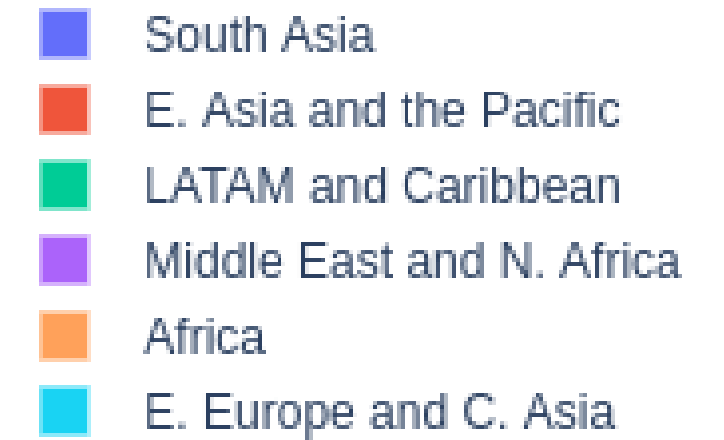 South Asia
E. Asia and the Pacific
LATAM and Caribbean
Middle East and N. Africa
Africa
E. Europe and C. Asia